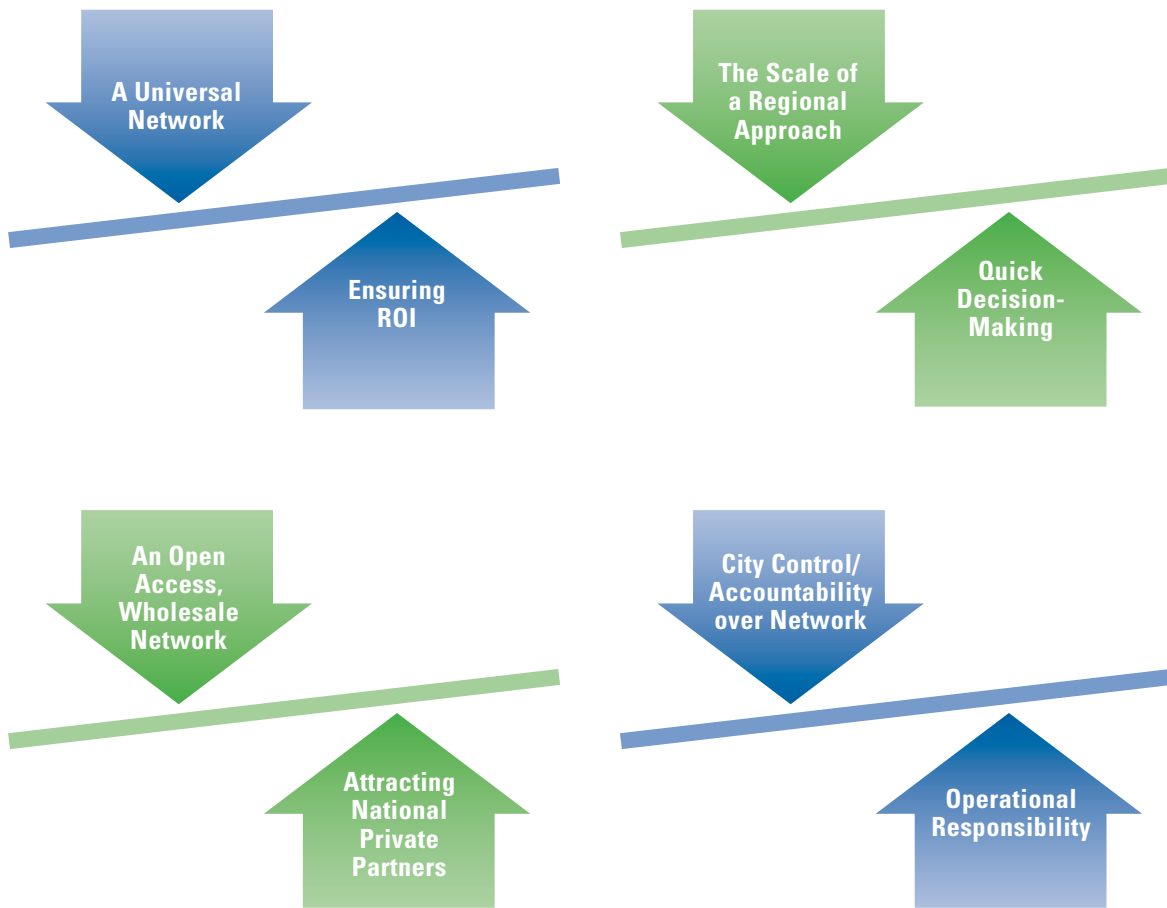 A Universal
Network
Ensuring
ROI
The Scale of
a Regional
Approach
Quick
Decision-
Making
An Open
Access,
Wholesale
Network
Attracting
National
Private
Partners
City Control/
Accountability
over Network
Operational
Responsibility